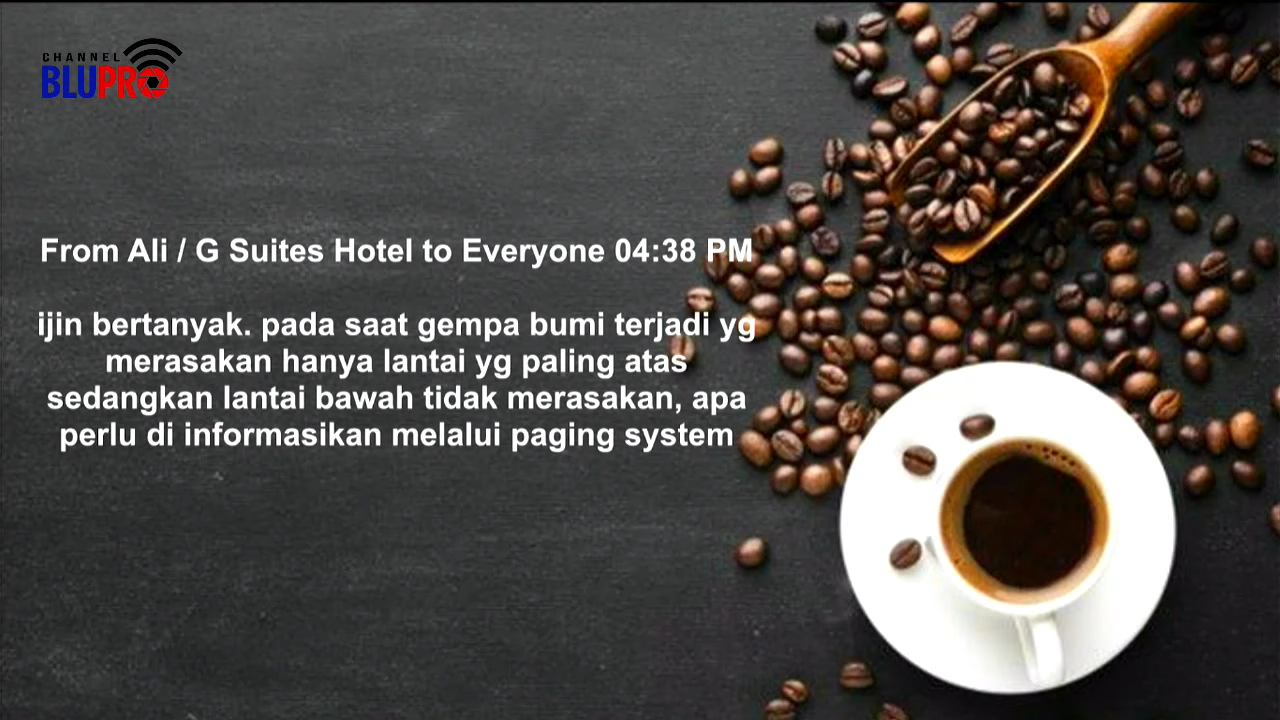 CHANNEL
BLUPRO
From Ali / G Suites Hotel to Everyone 04:38 PM
ijin bertanyak. pada saat gempa bumi terjadi yg
merasakan hanya lantai yg paling atas
sedangkan lantai bawah tidak merasakan, apa
perlu di informasikan melalui paging system